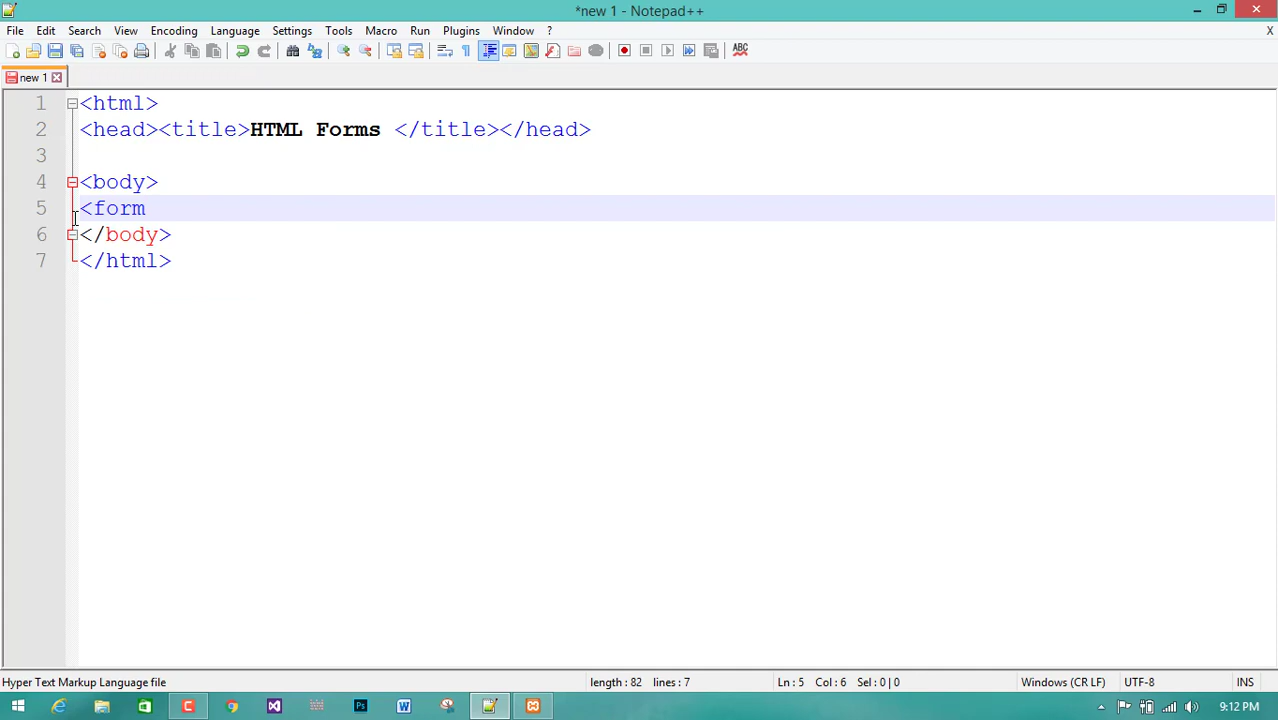 *new 1 - Notepad++
File Edit Search View Encoding Language Settings Tools Macro Run Plugins Window ? X
ABC
new 1
1 <html>
2 <head><title>HTML Forms </title></head>
3
4 <body>
5 <form
6 </body>
7 </html>
Hyper Text Markup Language file length : 82 lines : 7 Ln : 5 Col : 6 Sel : 0 | 0 Windows (CR LF) UTF-8 INS
9:12 PM